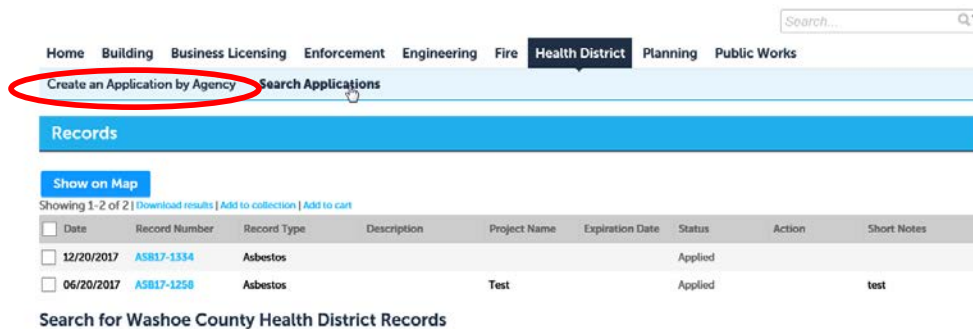 Search...
Home Building Business Licensing Enforcement Engineering Fire Health District Planning Public Works
Create an Application by Agency Search Applications
Records
Show on Map
Showing 1-2 of 2 | Download results | Add to collection | Add to cart
Date Record Number Record Type Description Project Name Expiration Date Status Action Short Notes
12/20/2017 ASB17-1334 Asbestos Applied
06/20/2017 ASB17-1258 Asbestos Test Applied test
Search for Washoe County Health District Records